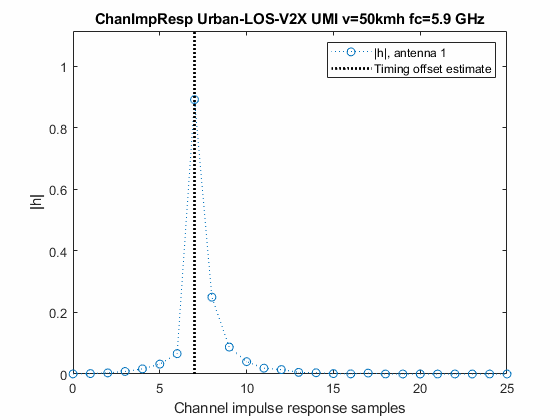 ChanImpResp Urban-LOS-V2X UMI v=50kmh fc=5.9 GHz
|h|, antenna 1
Timing offset estimate
1
0.8
0.6
0.4
0.2
0
|h|
0 5 10 15 20 25
Channel impulse response samples